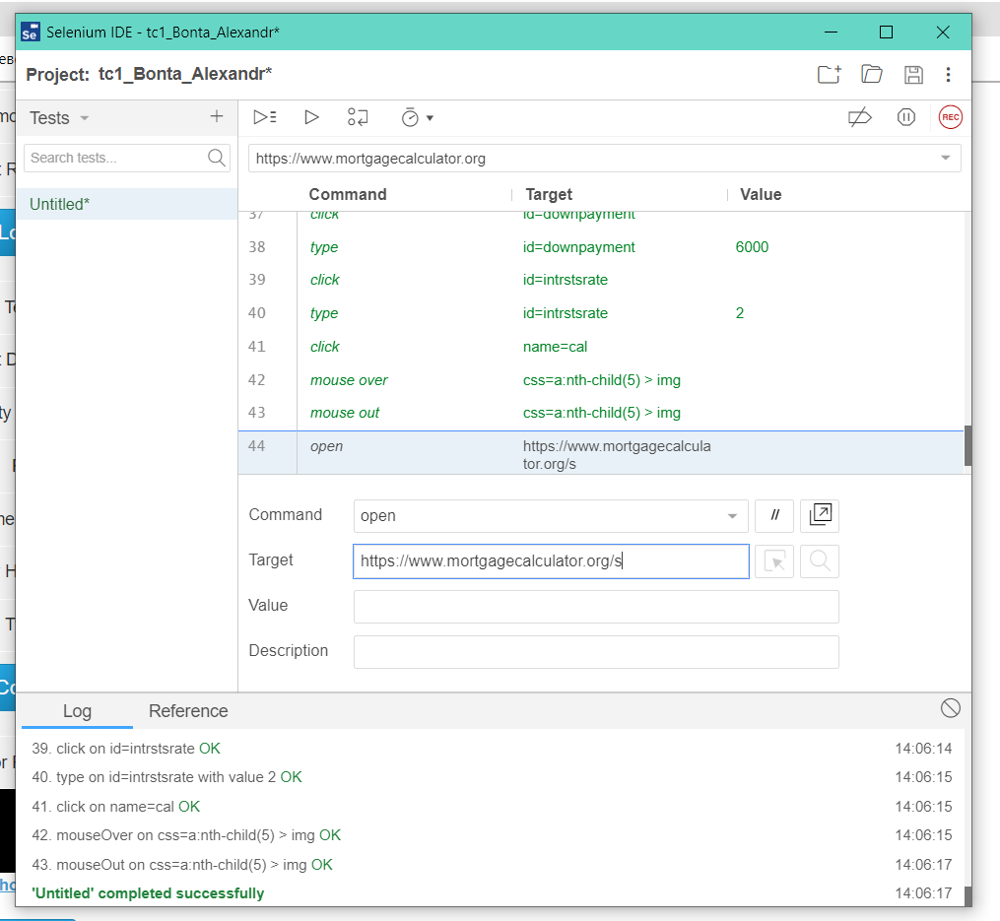 Selenium IDE - tc1_Bonta_Alexandr*
Project: tc1_Bonta_Alexandr*
Tests
REC
Search tests...
https://www.mortgagecalculator.org
Untitled*
Command Target Value
37 click id=downpayment
38 type id=downpayment 6000
39 click id=intrstsrate
40 type id=intrstsrate 2
41 click name=cal
42 mouse over css=a:nth-child(5) > img
43 mouse out css=a:nth-child(5) > img
44 open https://www.mortgagecalcula
tor.org/s
Command open //
Target https://www.mortgagecalculator.org/s
Value
Description
Log Reference
39. click on id=intrstsrate OK 14:06:14
40. type on id=intrstsrate with value 2 OK 14:06:15
41. click on name=cal OK 14:06:15
42. mouseOver on css=a:nth-child(5) > img OK 14:06:15
43. mouseOut on css=a:nth-child(5) > img OK 14:06:17
'Untitled' completed successfully 14:06:17